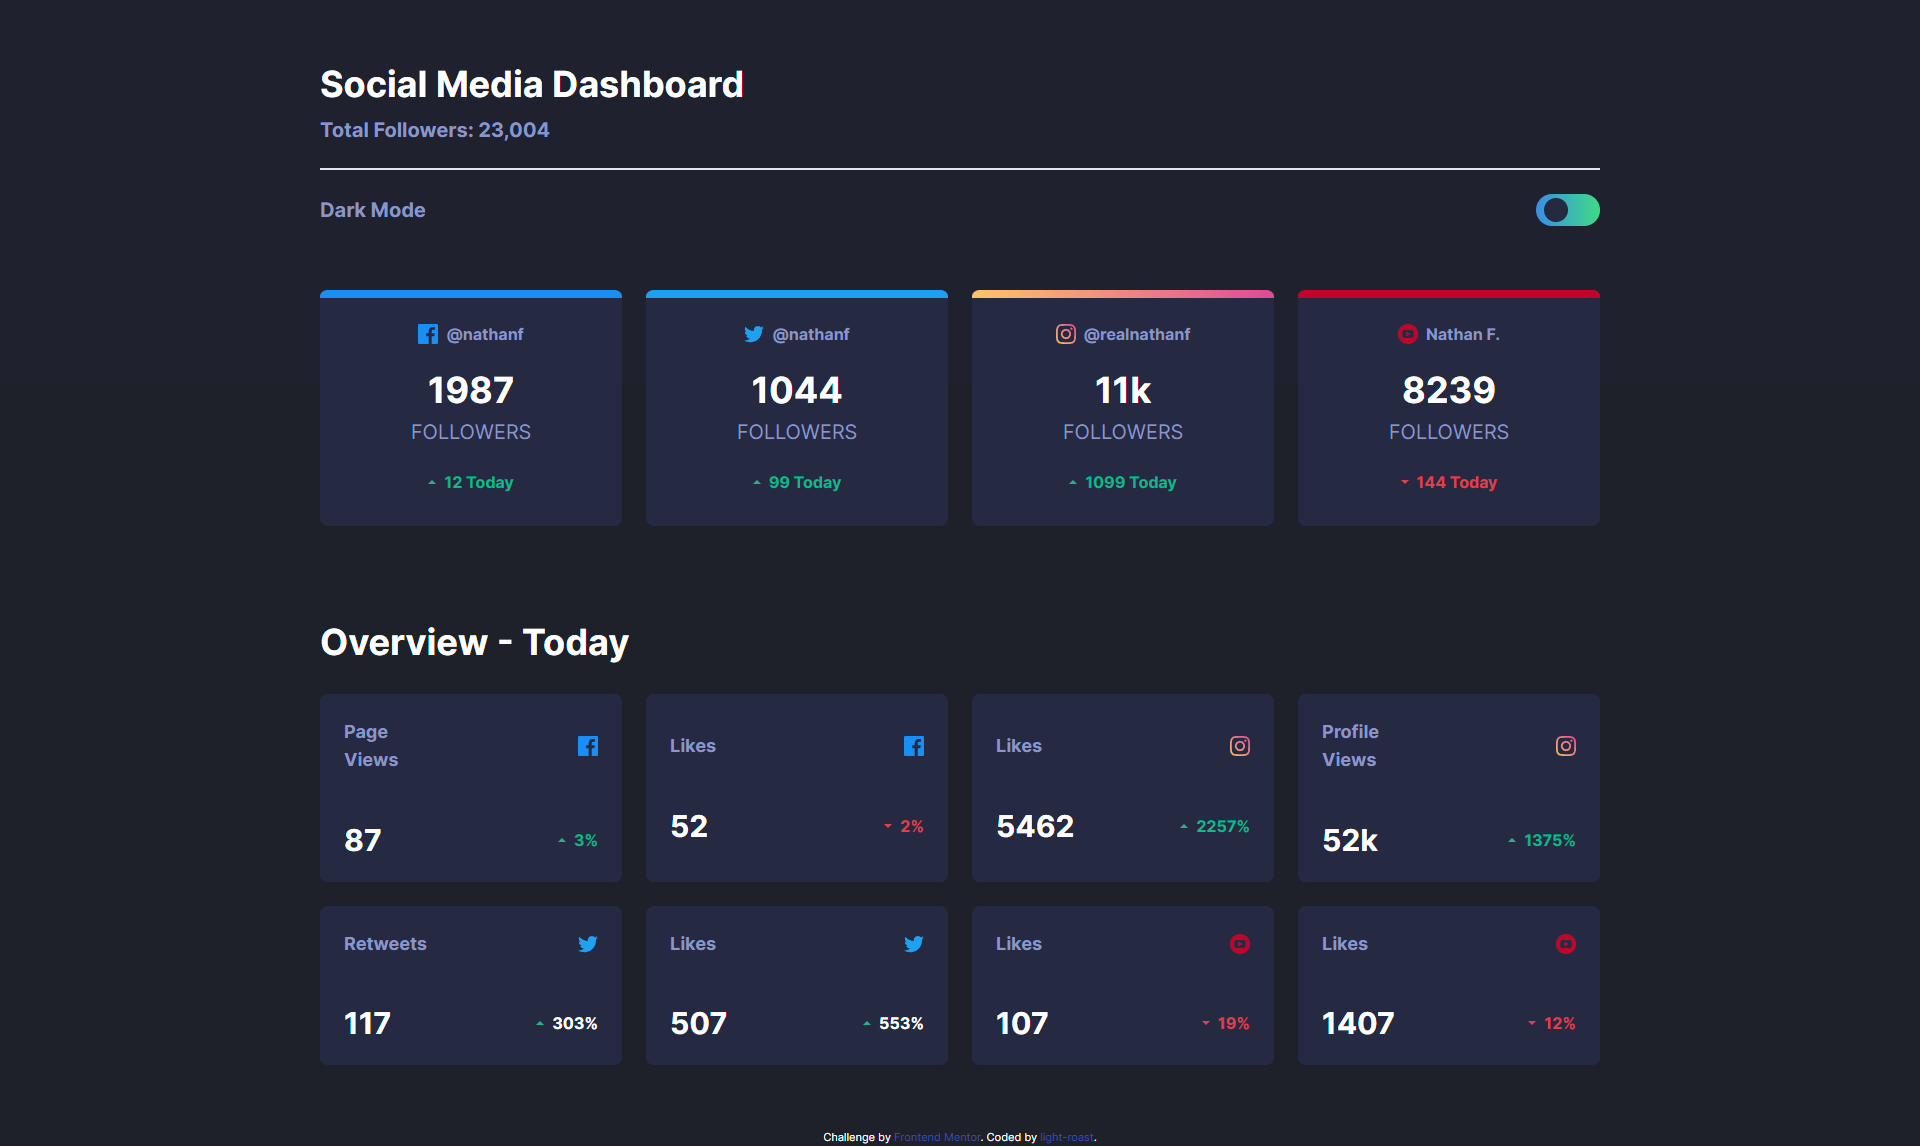 Social Media Dashboard
Total Followers: 23,004
Dark Mode
@nathanf
1987
FOLLOWERS
12 Today
@nathanf
1044
FOLLOWERS
99 Today
@realnathanf
11k
FOLLOWERS
1099 Today
Nathan F.
8239
FOLLOWERS
144 Today
Overview - Today
Page
Views
87
3%
Likes
52
2%
Likes
5462
2257%
Profile
Views
52k
1375%
Retweets
117
303%
Likes
507
553%
Likes
107
19%
Likes
1407
12%
Challenge by Frontend Mentor. Coded by light-roast.